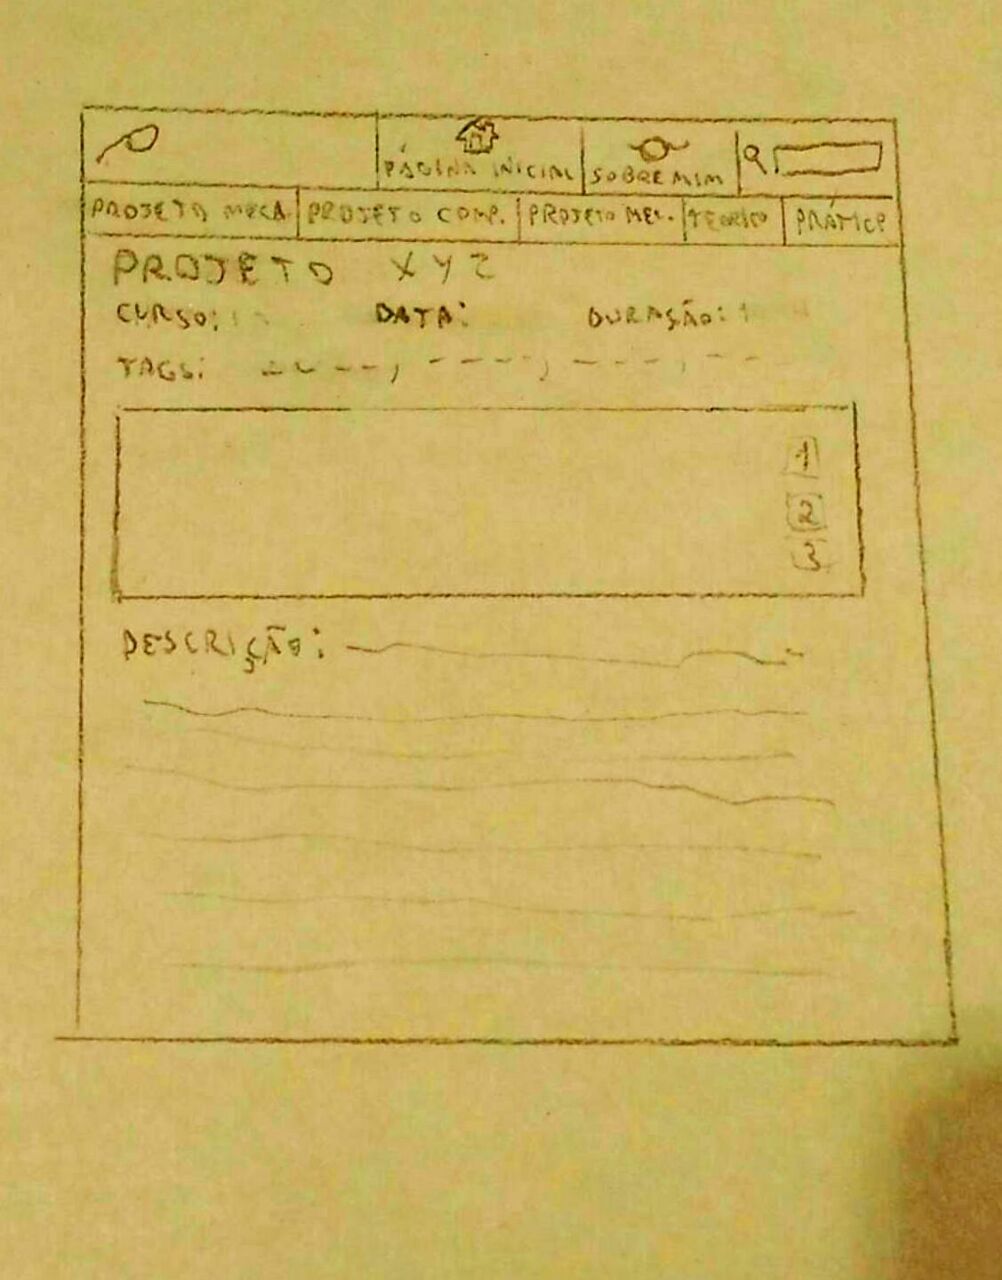 PÁGINA INICIAL SOBRE MIM
PROJETO MECA. PROJETO COMP. PROJETO MEC. TEÓRICO PRÁTICO
PROJETO XYZ
CURSO: DATA: DURAÇÃO:
TAGS:
1
2
3
DESCRIÇÃO: